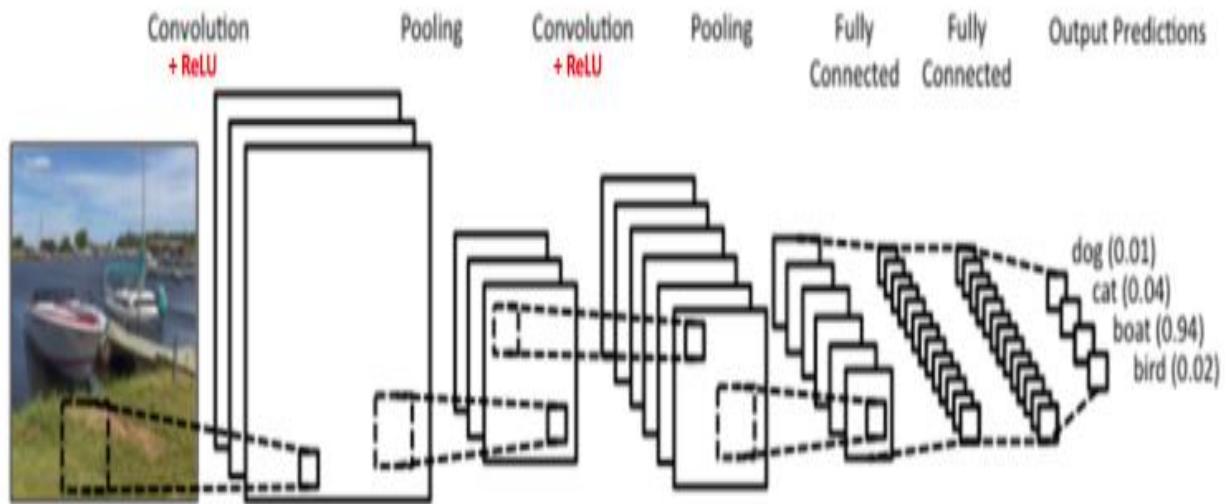 Convolution
+ ReLU
Pooling
Convolution
+ ReLU
Pooling
Fully
Connected
Fully
Connected
Output Predictions
dog (0.01)
cat (0.04)
boat (0.94)
bird (0.02)